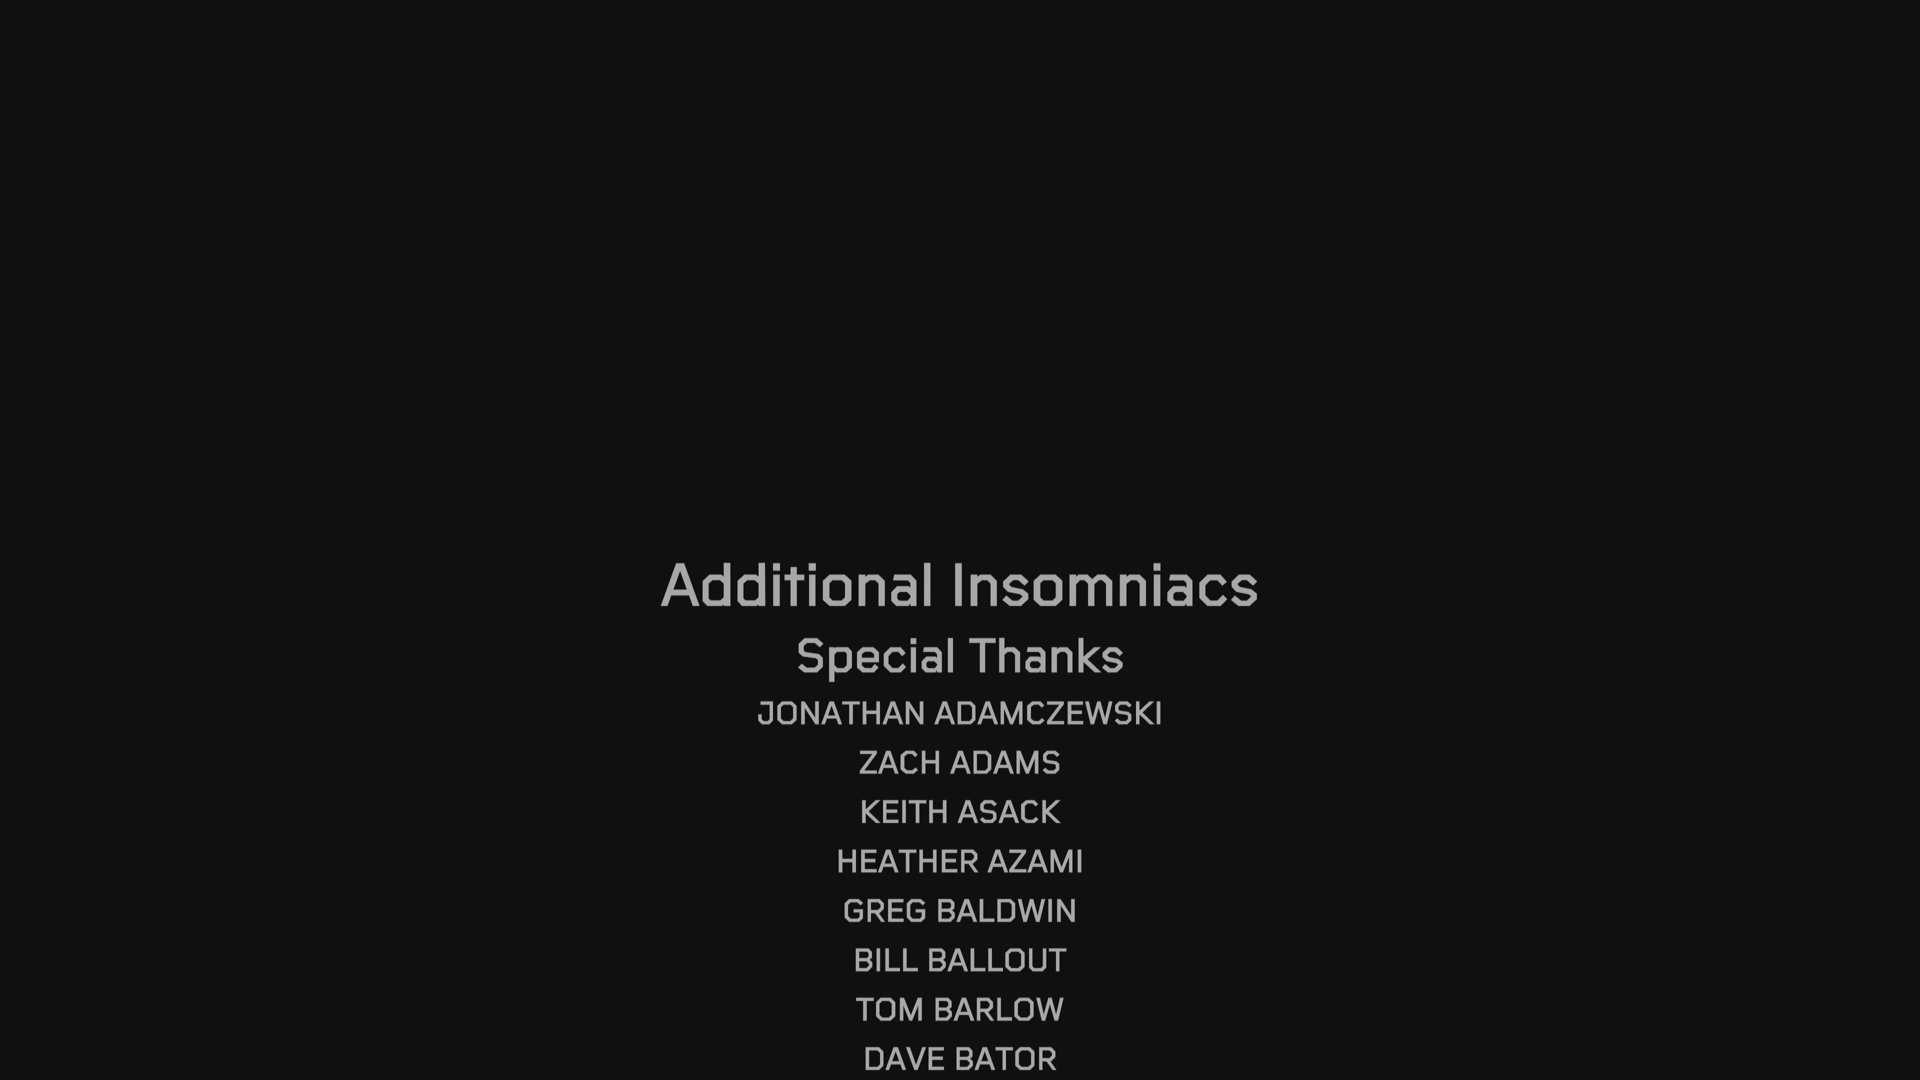 Additional Insomniacs
Special Thanks
JONATHAN ADAMCZEWSKI
ZACH ADAMS
KEITH ASACK
HEATHER AZAMI
GREG BALDWIN
BILL BALLOUT
TOM BARLOW
DAVE BATOR